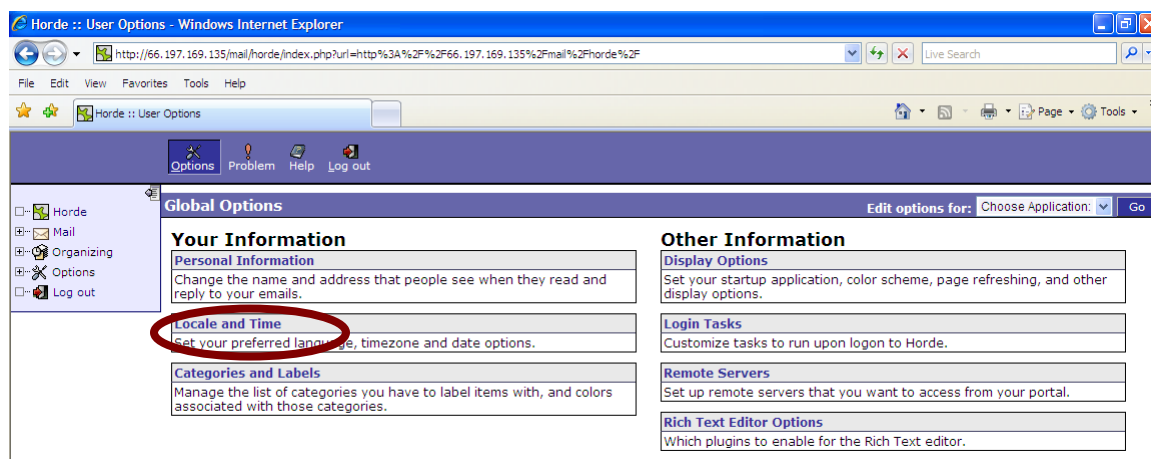 Horde :: User Options - Windows Internet Explorer
http://66.197.169.135/mail/horde/index.php?url=http%3A%2F%2F66.197.169.135%2Fmail%2Fhorde%2F
Live Search
File Edit View Favorites Tools Help
Horde :: User Options
Page Tools
Options Problem Help Log out
Horde
Mail
Organizing
Options
Log out
Global Options
Edit options for: Choose Application: Go
Your Information
Personal Information
Change the name and address that people see when they read and
reply to your emails.
Locale and Time
Set your preferred language, timezone and date options.
Categories and Labels
Manage the list of categories you have to label items with, and colors
associated with those categories.
Other Information
Display Options
Set your startup application, color scheme, page refreshing, and other
display options.
Login Tasks
Customize tasks to run upon logon to Horde.
Remote Servers
Set up remote servers that you want to access from your portal.
Rich Text Editor Options
Which plugins to enable for the Rich Text editor.